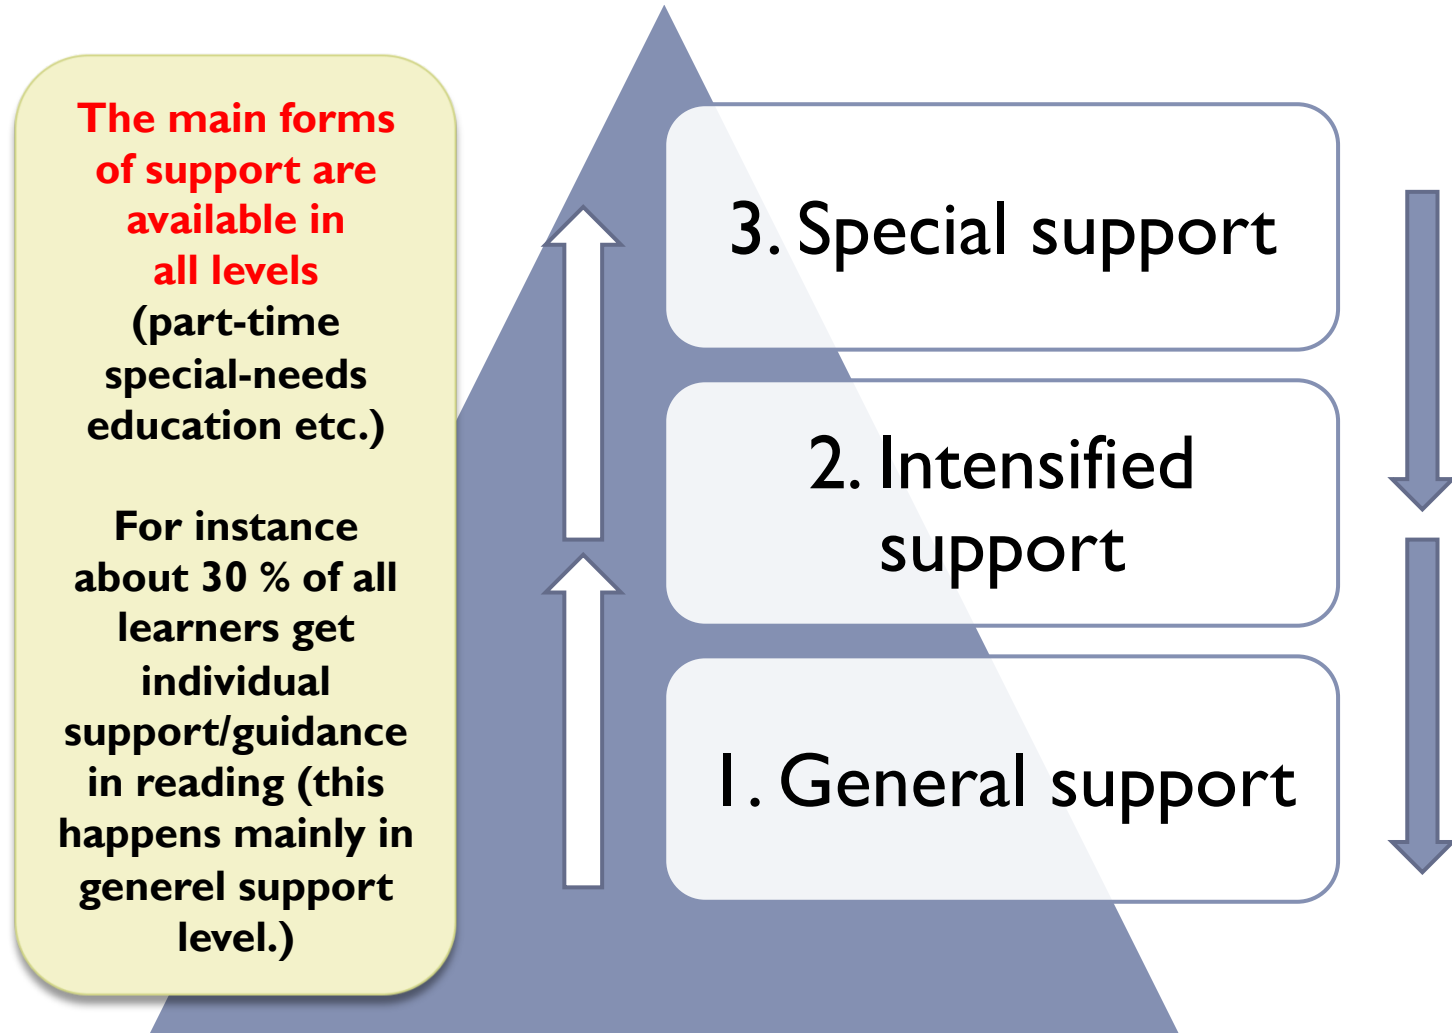 The main forms
of support are
available in
all levels
(part-time
special-needs
education etc.)
For instance
about 30 % of all
learners get
individual
support/guidance
in reading (this
happens mainly in
generel support
level.)
3. Special support
2. Intensified
support
1. General support